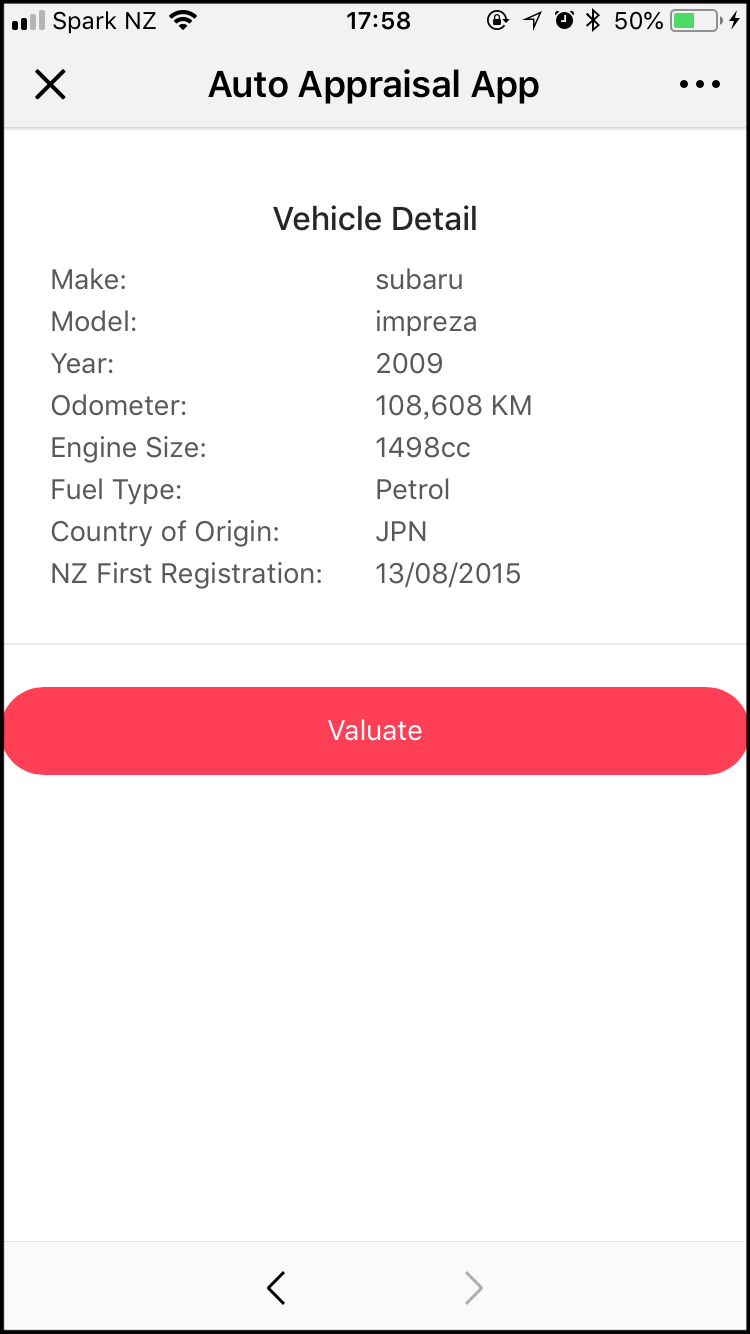 Spark NZ 17:58 50%
Auto Appraisal App
Vehicle Detail
Make: subaru
Model: impreza
Year: 2009
Odometer: 108,608 KM
Engine Size: 1498cc
Fuel Type: Petrol
Country of Origin: JPN
NZ First Registration: 13/08/2015
Valuate